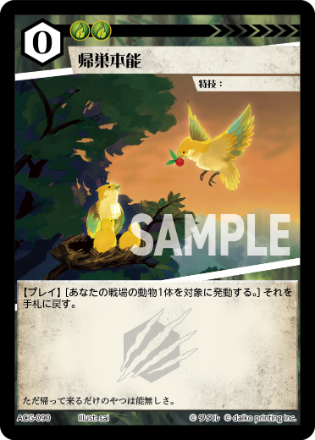 0
帰巣本能
特技：
SAMPLE
【プレイ】[あなたの戦場の動物1体を対象に発動する。]それを
手札に戻す。
ただ帰って来るだけのやつは能無しさ。
Illust:sai
© ワタル © daiko printing inc.